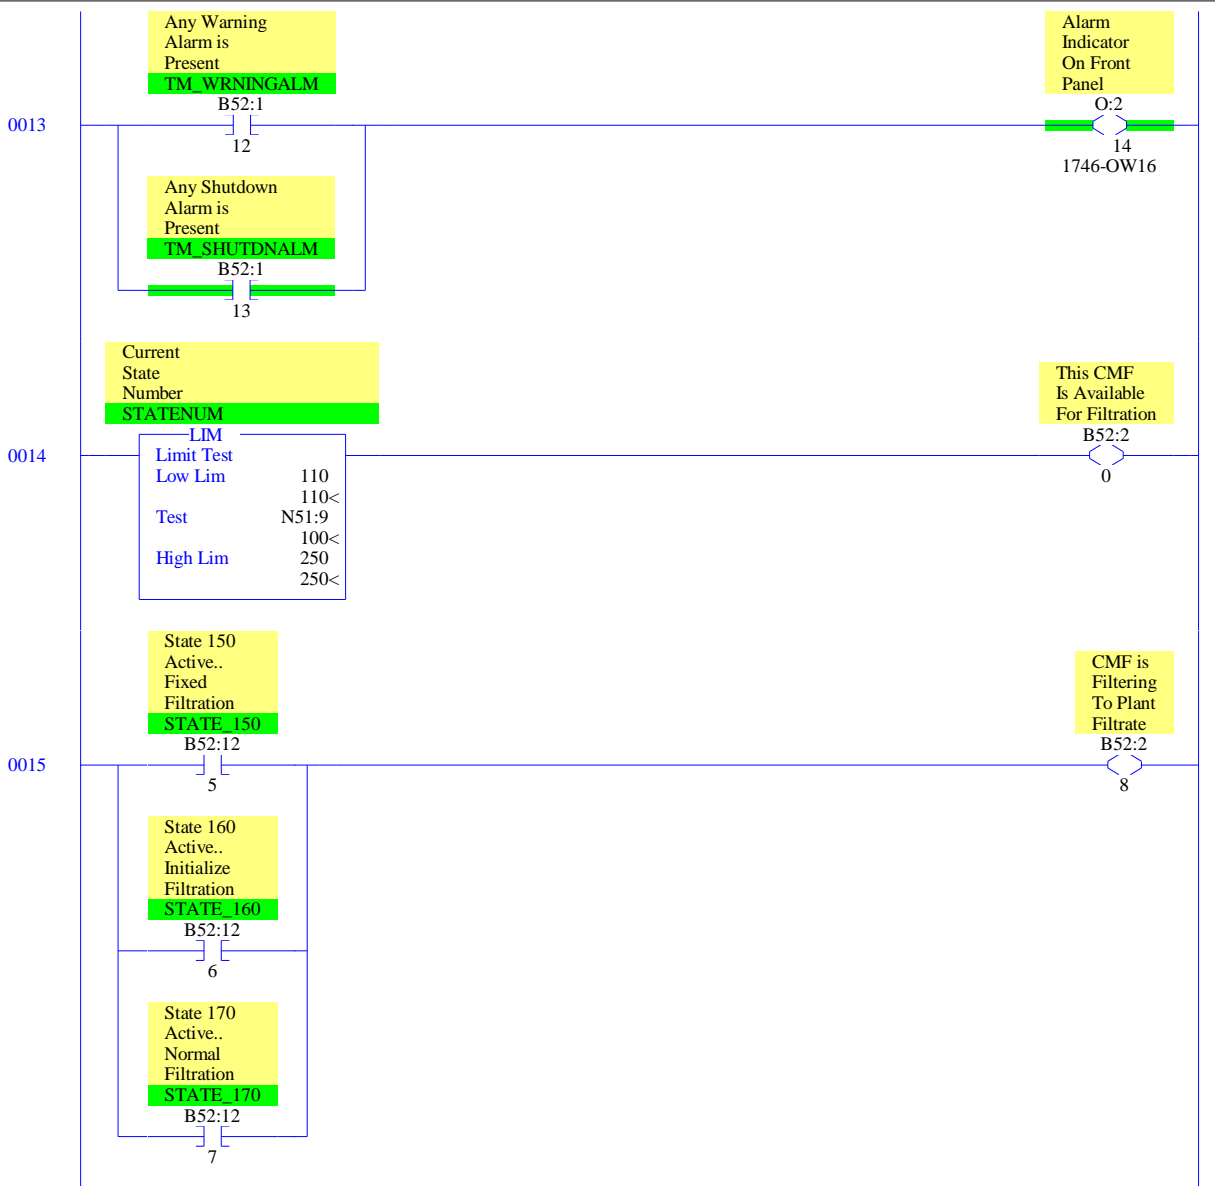 Any Warning
Alarm is
Present
TM_WRNINGALM
B52:1
12
Alarm
Indicator
On Front
Panel
O:2
14
1746-OW16
0013
Any Shutdown
Alarm is
Present
TM_SHUTDNALM
B52:1
13
Current
State
Number
STATENUM
LIM
Limit Test
Low Lim 110
110<
Test N51:9
100<
High Lim 250
250<
0014
This CMF
Is Available
For Filtration
B52:2
0
State 150
Active..
Fixed
Filtration
STATE_150
B52:12
5
0015
CMF is
Filtering
To Plant
Filtrate
B52:2
8
State 160
Active..
Initialize
Filtration
STATE_160
B52:12
6
State 170
Active..
Normal
Filtration
STATE_170
B52:12
7